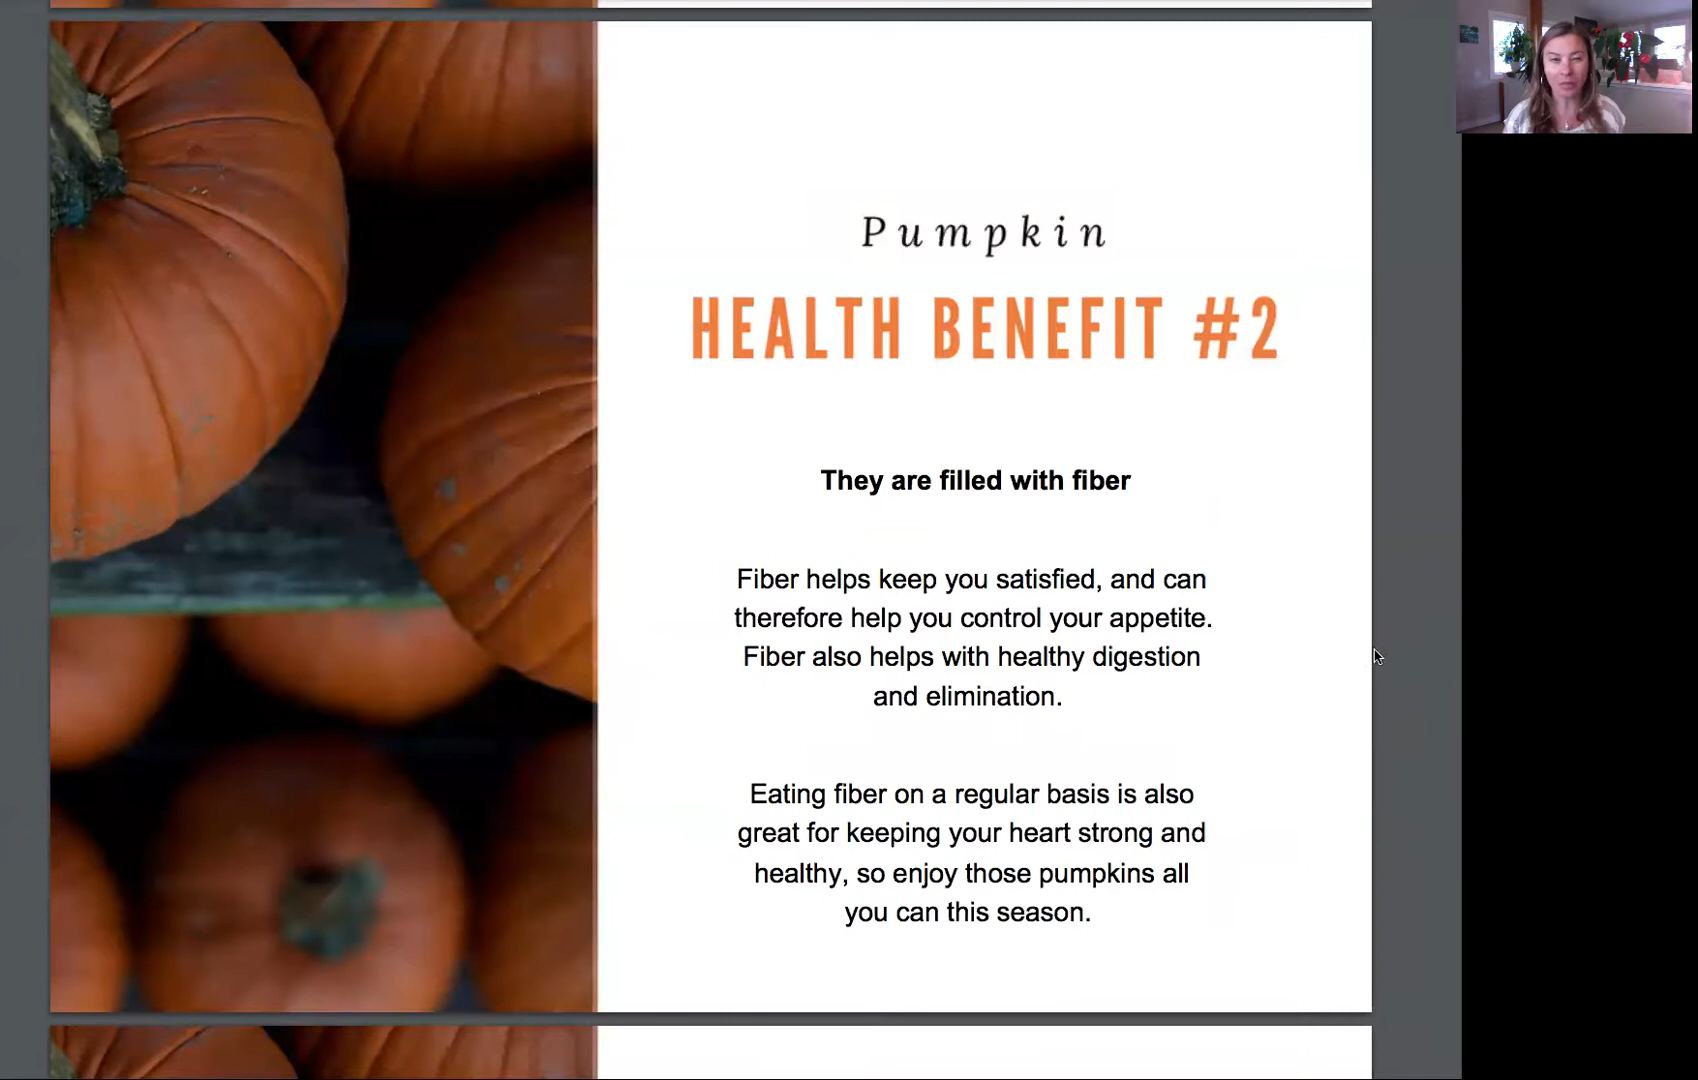 Pumpkin
HEALTH BENEFIT #2
They are filled with fiber
Fiber helps keep you satisfied, and can
therefore help you control your appetite.
Fiber also helps with healthy digestion
and elimination.
Eating fiber on a regular basis is also
great for keeping your heart strong and
healthy, so enjoy those pumpkins all
you can this season.